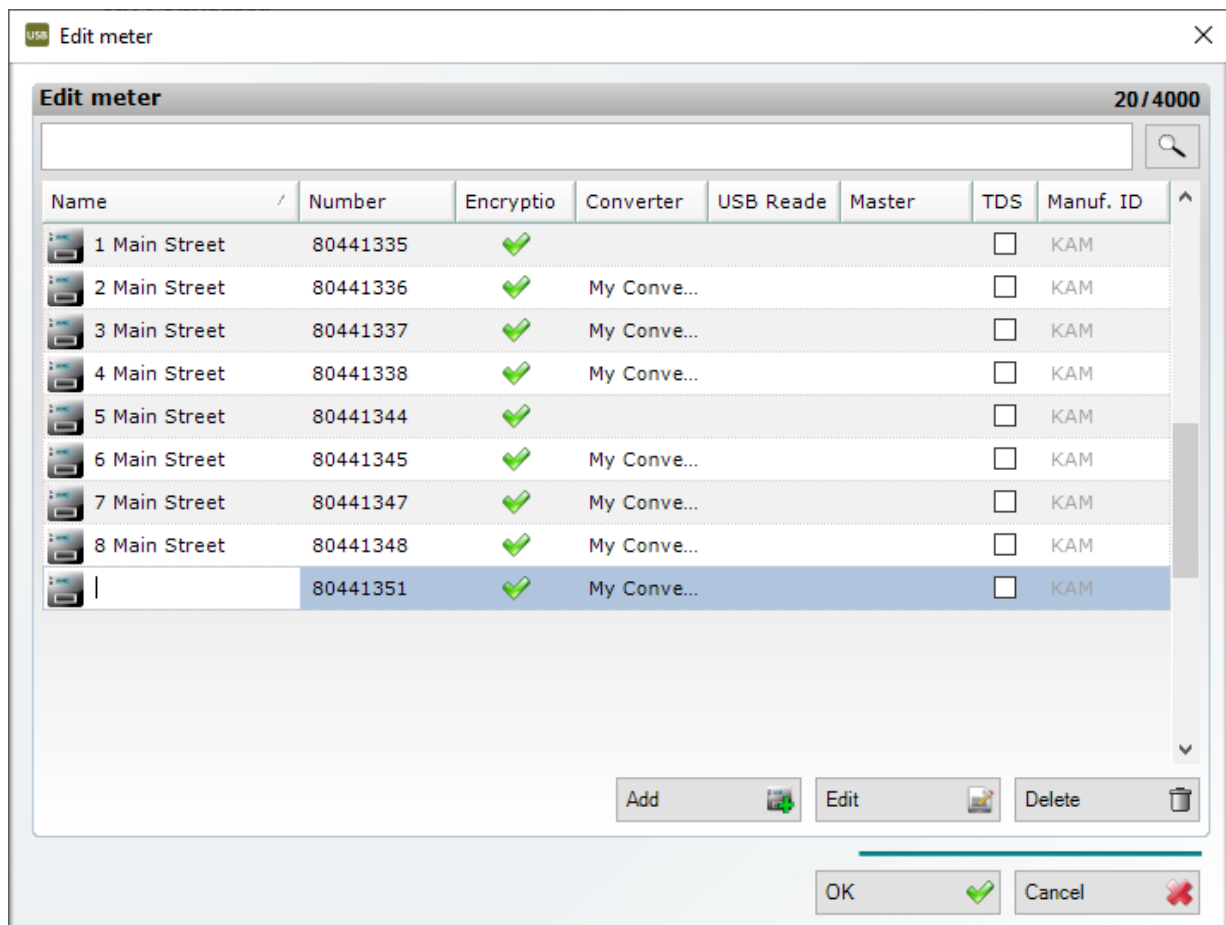 USB Edit meter
Edit meter 20/4000
Name Number Encryptio Converter USB Reade Master TDS Manuf. ID
1 Main Street 80441335 KAM
2 Main Street 80441336 My Conve... KAM
3 Main Street 80441337 My Conve... KAM
4 Main Street 80441338 My Conve... KAM
5 Main Street 80441344 KAM
6 Main Street 80441345 My Conve... KAM
7 Main Street 80441347 My Conve... KAM
8 Main Street 80441348 My Conve... KAM
80441351 My Conve... KAM
Add Edit Delete
OK Cancel